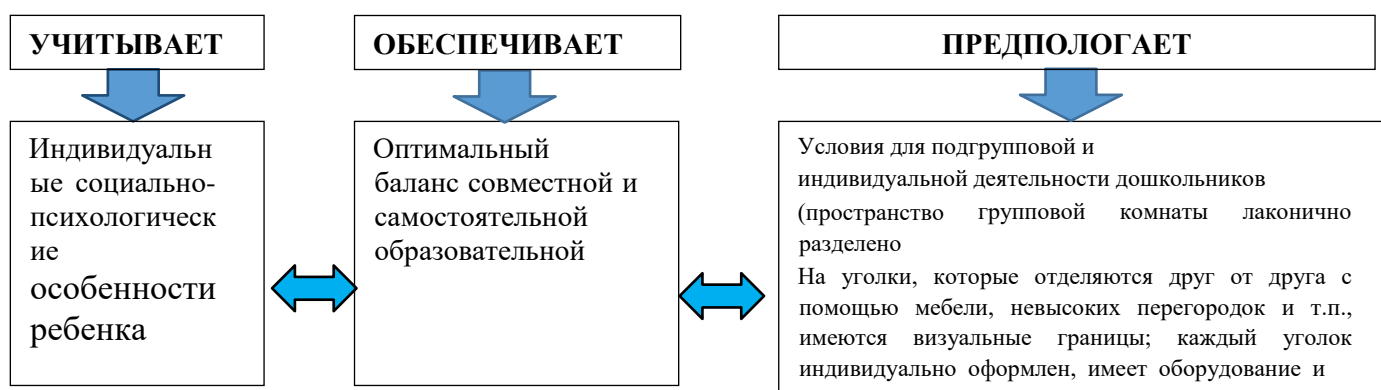 УЧИТЫВАЕТ
ОБЕСПЕЧИВАЕТ
ПРЕДПОЛОГАЕТ
Индивидуальн
ые социально-
психологическ
ие
особенности
ребенка
Оптимальный
баланс совместной и
самостоятельной
образовательной
Условия для подгрупповой и
индивидуальной деятельности дошкольников
(пространство групповой комнаты лаконично
разделено
На уголки, которые отделяются друг от друга с
помощью мебели, невысоких перегородок и т.п.,
имеются визуальные границы; каждый уголок
индивидуально оформлен, имеет оборудование и